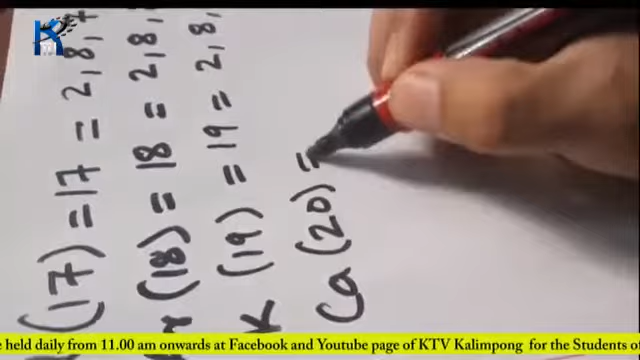 K
(17) = 17 = 2,8,7
(18) = 18 = 2,8,
K (19) = 19 = 2,8,
Ca (20) =
held daily from 11.00 am onwards at Facebook and Youtube page of KTV Kalimpong for the Students